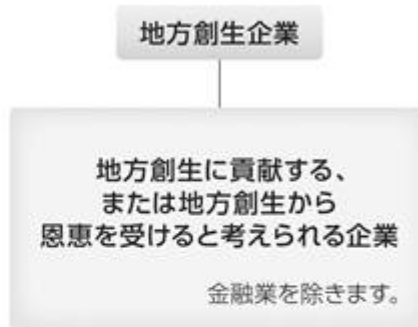 地方創生企業
地方創生に貢献する、
または地方創生から
恩恵を受けると考えられる企業
金融業を除きます。